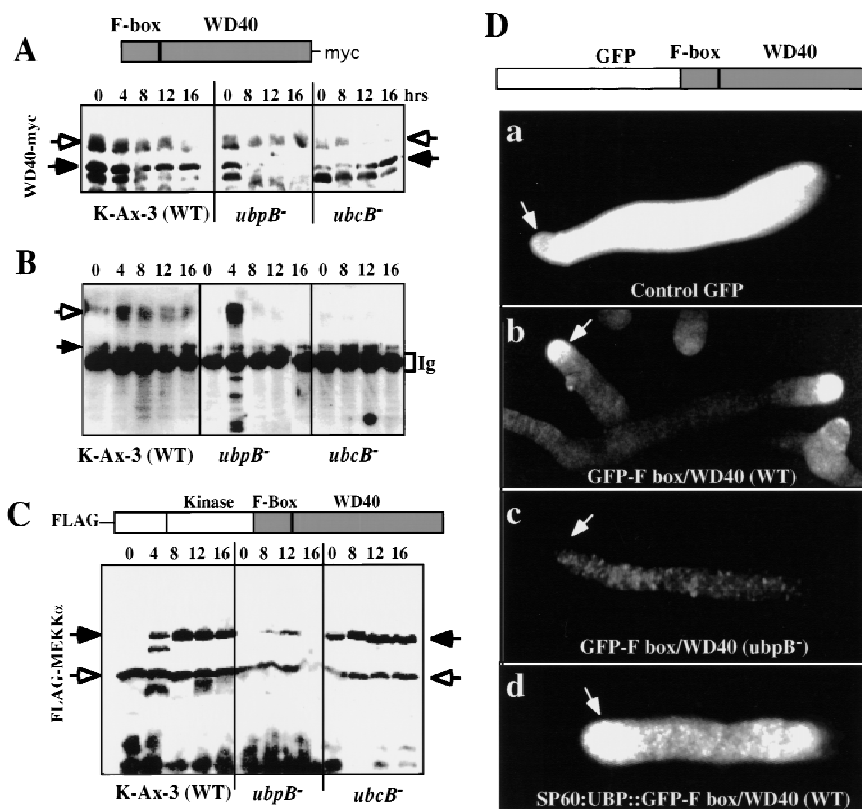 A
F-box WD40
myc
0 4 8 12 16 0 8 12 16 0 8 12 16 hrs
WD40-myc
K-Ax-3 (WT) ubpB- ubcB-
B
0 4 8 12 16 0 4 8 12 16 0 8 12 16
Ig
K-Ax-3 (WT) ubpB- ubcB-
C
Kinase F-Box WD40
FLAG
0 4 8 12 16 0 8 12 16 0 8 12 16
FLAG-MEKKα
K-Ax-3 (WT) ubpB- ubcB-
D
GFP F-box WD40
a
Control GFP
b
GFP-F box/WD40 (WT)
c
GFP-F box/WD40 (ubpB-)
d
SP60:UBP::GFP-F box/WD40 (WT)